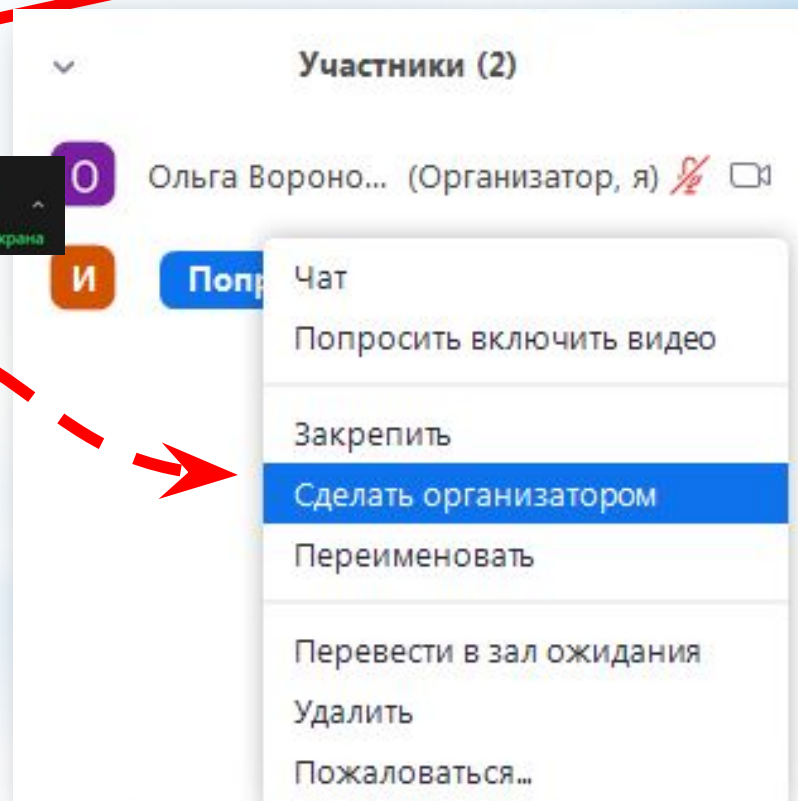 Участники (2)
О Ольга Вороно... (Организатор, я)
И
Чат
Попросить включить видео
Закрепить
Сделать организатором
Переименовать
Перевести в зал ожидания
Удалить
Пожаловаться...